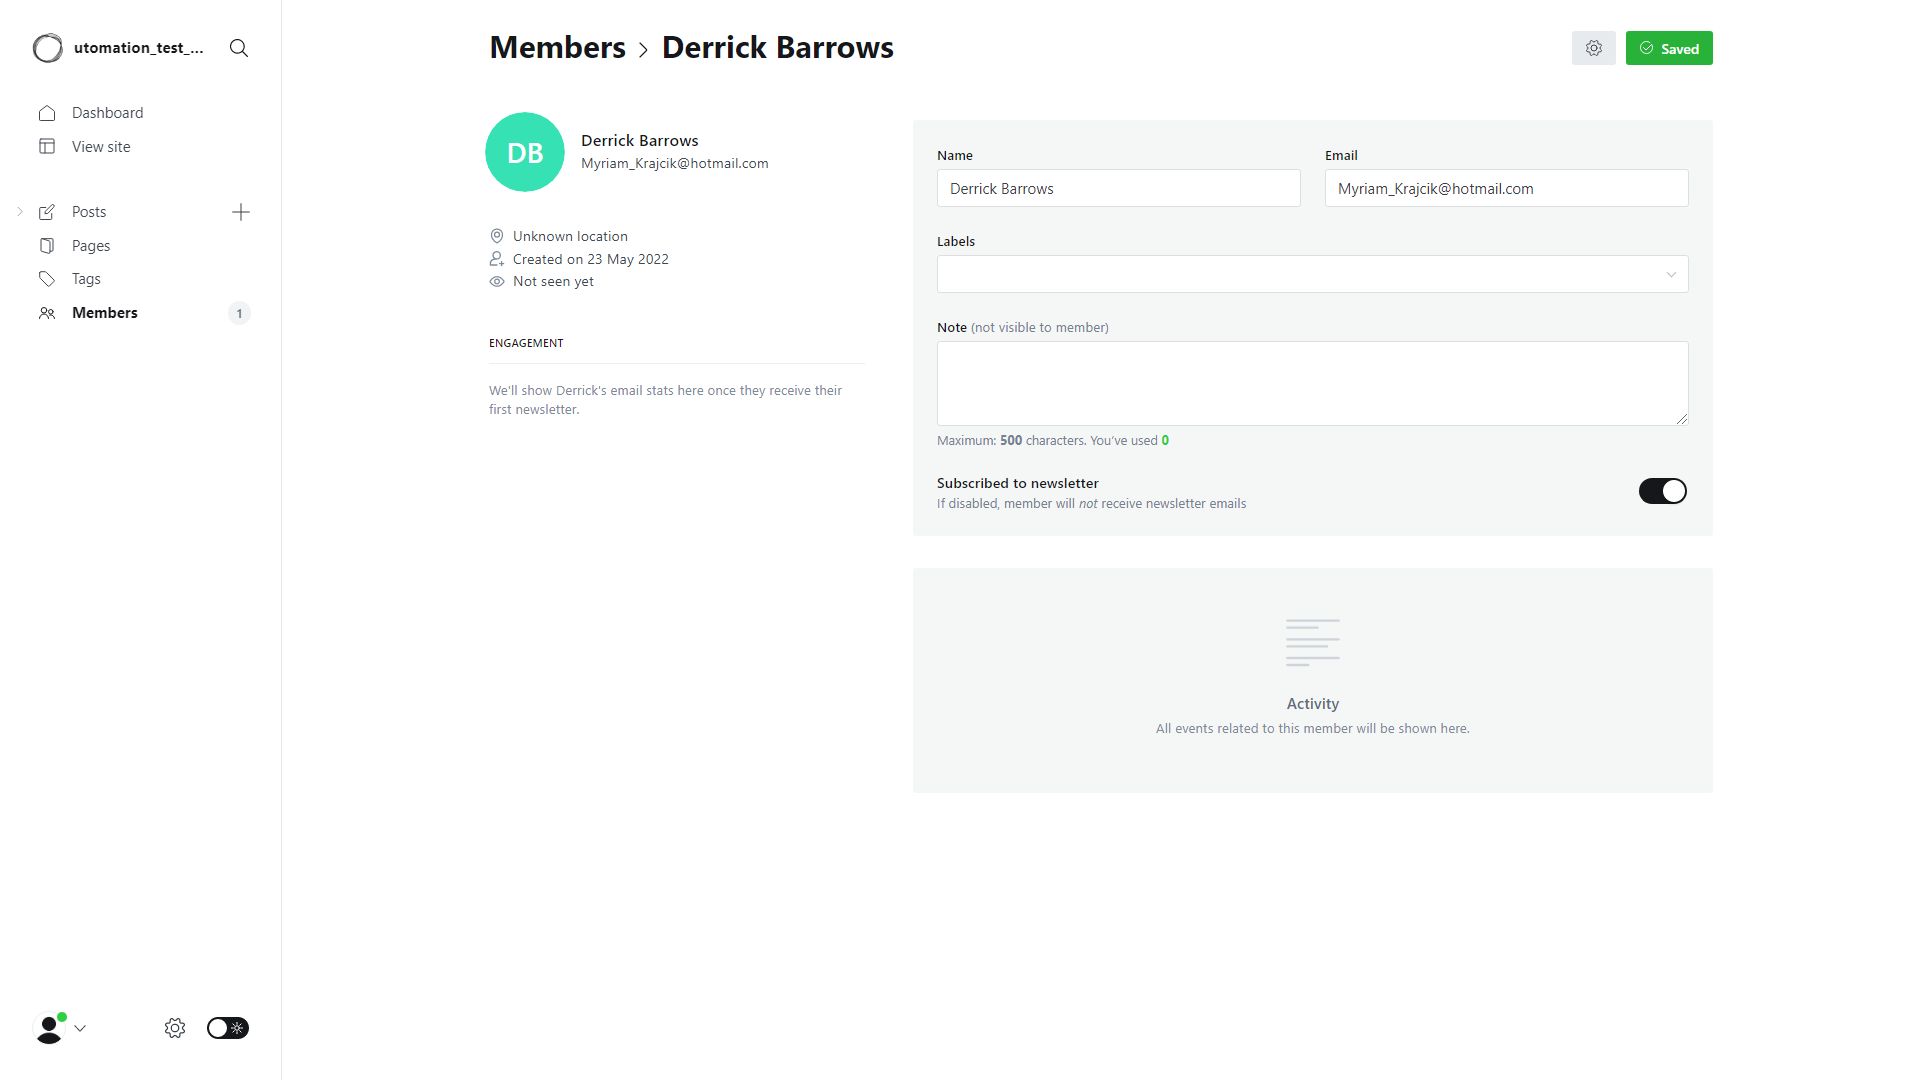 utomation_test_...
Dashboard
View site
Posts
Pages
Tags
Members
1
Members
Derrick Barrows
Saved
DB
Derrick Barrows
Myriam_Krajcik@hotmail.com
Unknown location
Created on 23 May 2022
Not seen yet
ENGAGEMENT
We'll show Derrick's email stats here once they receive their
first newsletter.
Name
Derrick Barrows
Email
Myriam_Krajcik@hotmail.com
Labels
Note (not visible to member)
Maximum: 500 characters. You’ve used 0
Subscribed to newsletter
If disabled, member will not receive newsletter emails
Activity
All events related to this member will be shown here.